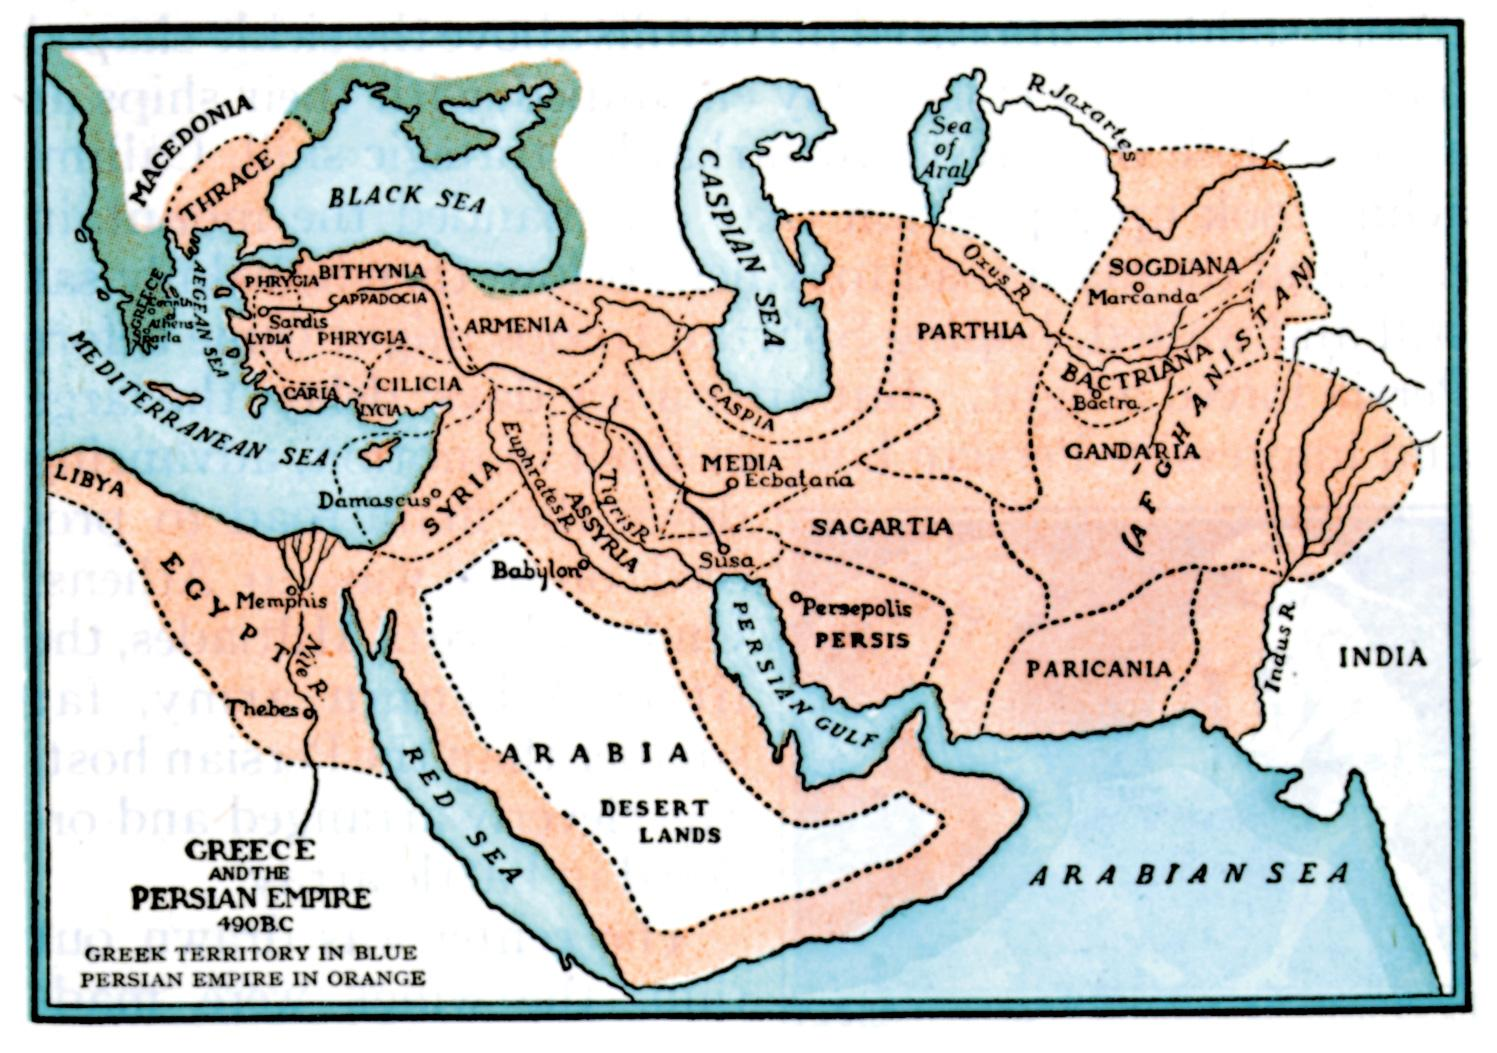 MACEDONIA
THRACE
BLACK SEA
CASPIAN SEA
Sea
of
Aral
R. Jaxartes
GREECE
Corinth
Athens
AEGEAN SEA
PHRYGIA
BITHYNIA
CAPPADOCIA
Sardis
LYDIA
PHRYGIA
ARMENIA
CARIA
LYCIA
CILICIA
CASPIA
Oxus R.
PARTHIA
SOGDIANA
Marcanda
BACTRIANA
Bactra
GANDARIA
(AFGHANISTAN)
MEDITERRANEAN SEA
LIBYA
Damascus
SYRIA
Euphrates R.
Tigris R.
ASSYRIA
MEDIA
Ecbatana
SAGARTIA
Babylon
Susa
EGYPT
Memphis
Nile R.
Thebes
Persepolis
PERSIS
PERSIAN GULF
PARICANIA
Indus R.
INDIA
ARABIA
DESERT
LANDS
RED SEA
ARABIAN SEA
GREECE
AND THE
PERSIAN EMPIRE
490 B.C
GREEK TERRITORY IN BLUE
PERSIAN EMPIRE IN ORANGE